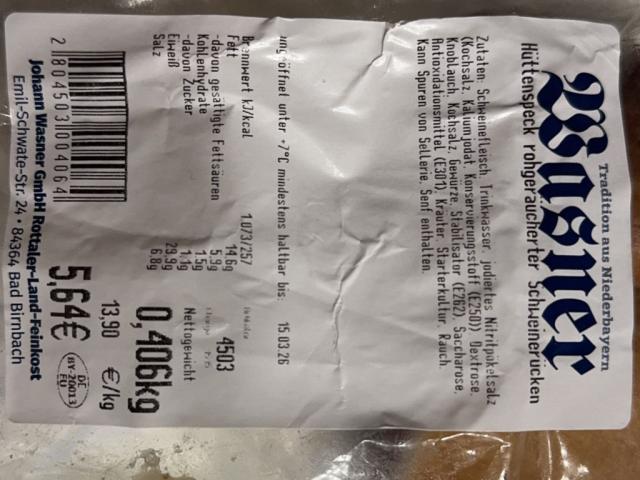 Tradition aus Niederbayern
Wasner
Hüttenspeck rohgeräucherter Schweinerücken
Zutaten: Schweinefleisch, Trinkwasser, jodiertes Nitritpökelsalz
(Kochsalz, Kaliumjodat, Konservierungsstoff (E250)), Dextrose,
Knoblauch, Kochsalz, Gewürze, Stabilisator (E262), Saccharose,
Antioxidationsmittel (E301), Kräuter, Starterkultur, Rauch.
Kann Spuren von Sellerie, Senf enthalten.
ungeöffnet unter +7°C mindestens haltbar bis: 15.03.26
Brennwert kJ/kcal 1.073/257
Fett 14.6g
-davon gesättigte Fettsäuren 5.9g
Kohlenhydrate 1.5g
-davon Zucker 1.1g
Eiweiß 29.9g
Salz 6.8g
4503
Nettogewicht
0,406kg
13,90 €/kg
5,64€
DE
BY-20013
EU
2 804503 004064
Johann Wasner GmbH Rottaler-Land-Feinkost
Emil-Schwate-Str. 24 • 84364 Bad Birnbach